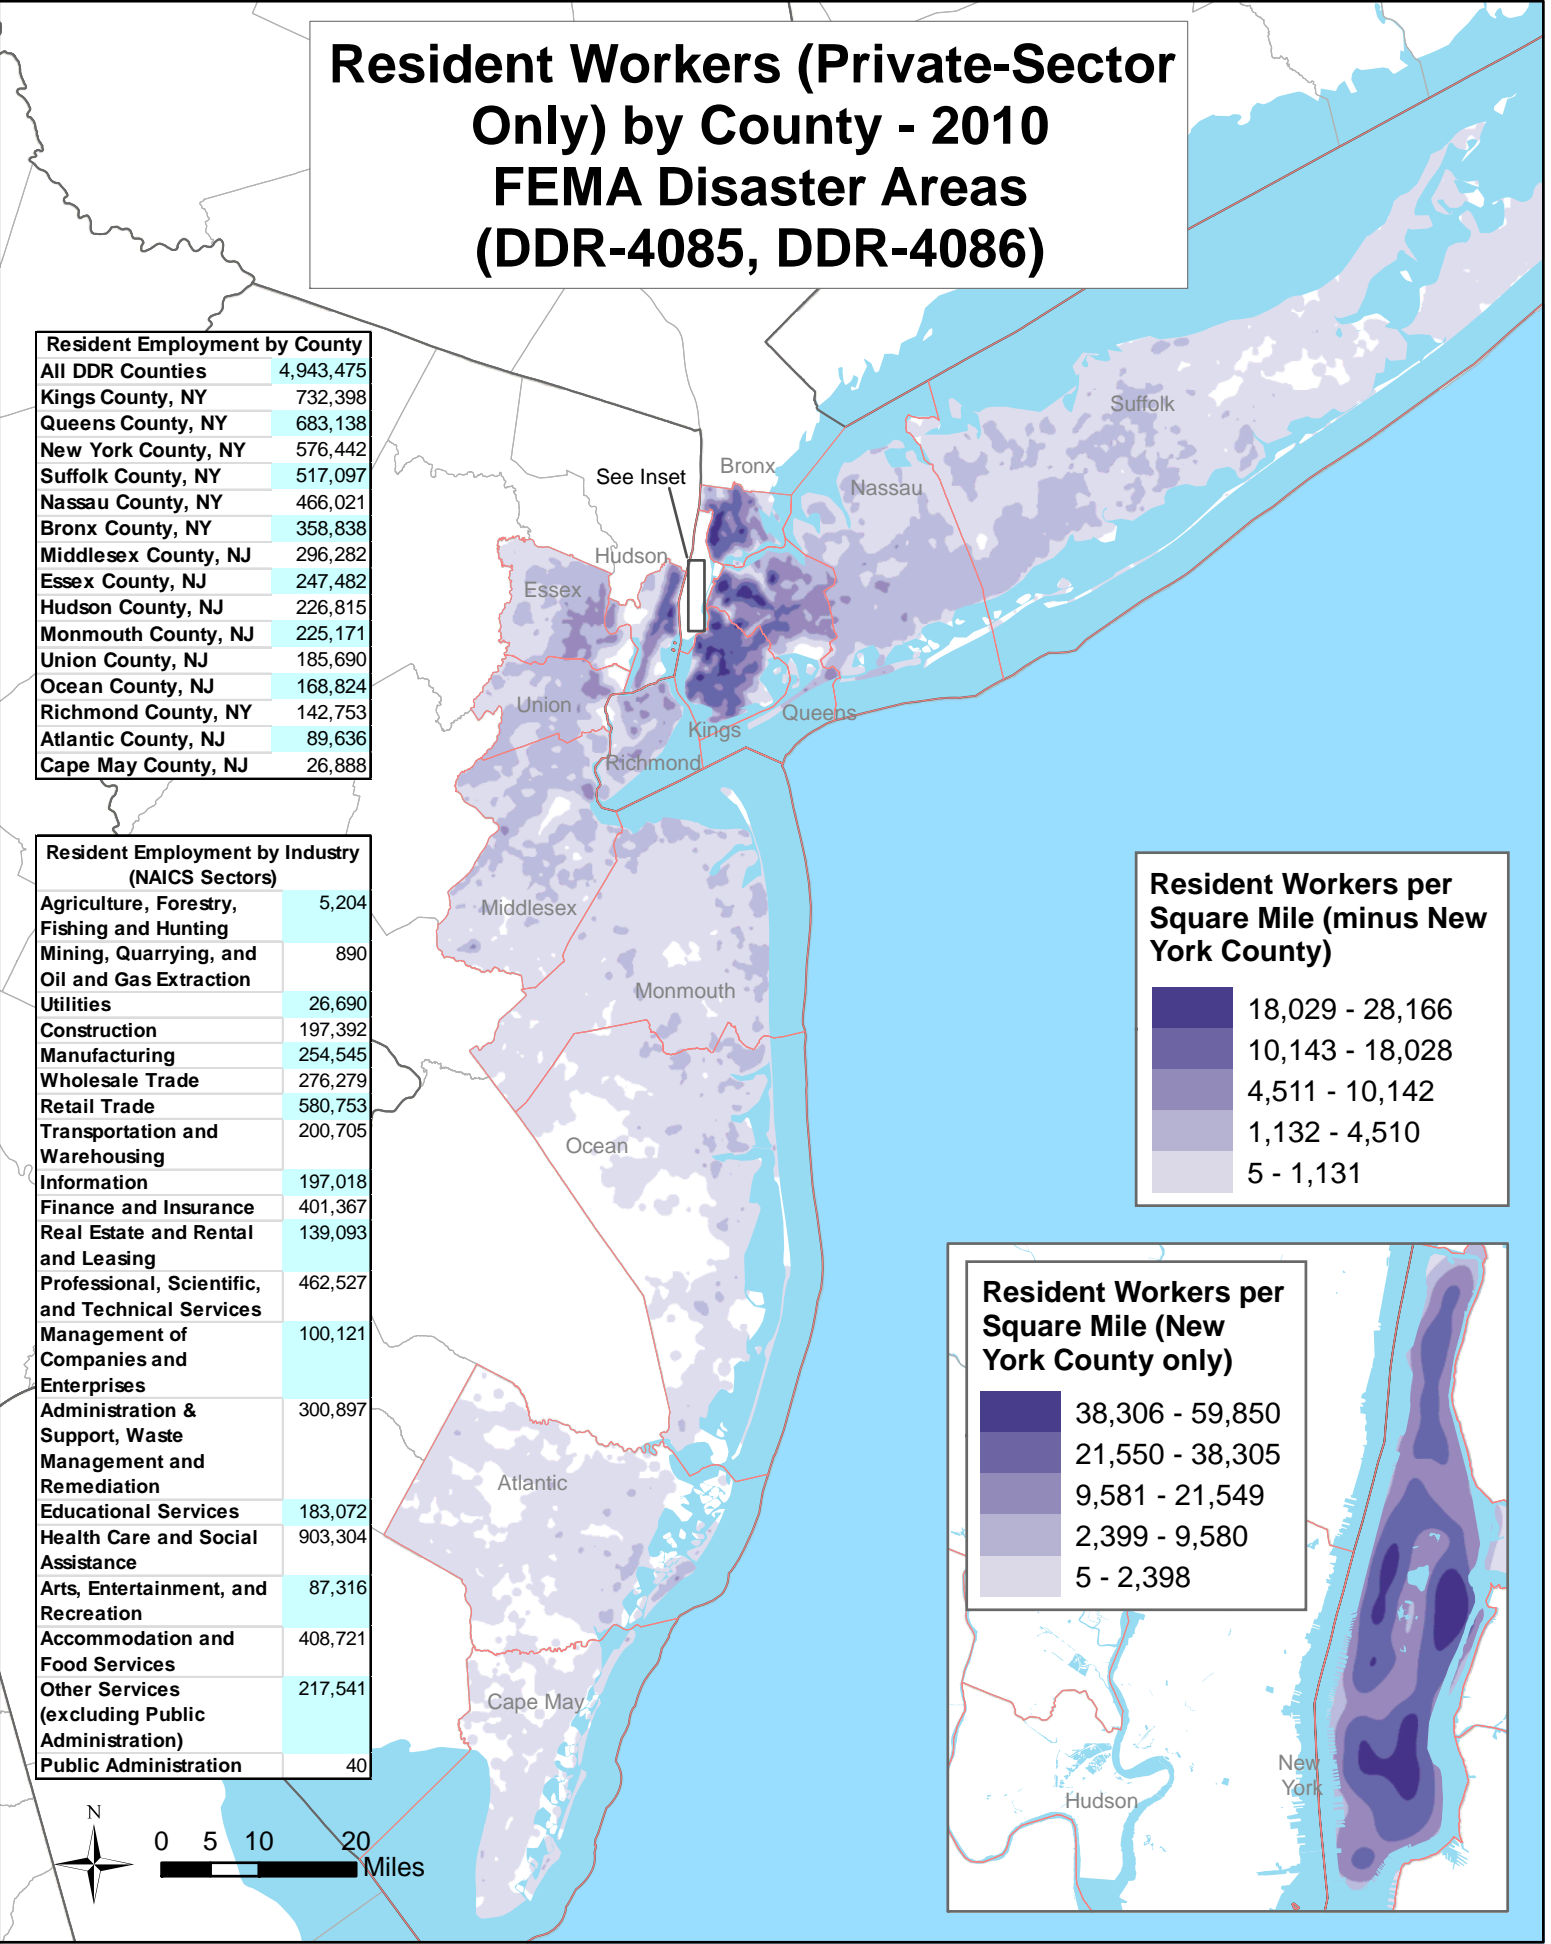 Resident Workers (Private-Sector
Only) by County - 2010
FEMA Disaster Areas
(DDR-4085, DDR-4086)
Resident Employment by County
All DDR Counties 4,943,475
Kings County, NY 732,398
Queens County, NY 683,138
New York County, NY 576,442
Suffolk County, NY 517,097
Nassau County, NY 466,021
Bronx County, NY 358,838
Middlesex County, NJ 296,282
Essex County, NJ 247,482
Hudson County, NJ 226,815
Monmouth County, NJ 225,171
Union County, NJ 185,690
Ocean County, NJ 168,824
Richmond County, NY 142,753
Atlantic County, NJ 89,636
Cape May County, NJ 26,888
Resident Employment by Industry
(NAICS Sectors)
Agriculture, Forestry, 5,204
Fishing and Hunting
Mining, Quarrying, and 890
Oil and Gas Extraction
Utilities 26,690
Construction 197,392
Manufacturing 254,545
Wholesale Trade 276,279
Retail Trade 580,753
Transportation and 200,705
Warehousing
Information 197,018
Finance and Insurance 401,367
Real Estate and Rental 139,093
and Leasing
Professional, Scientific, 462,527
and Technical Services
Management of 100,121
Companies and
Enterprises
Administration & 300,897
Support, Waste
Management and
Remediation
Educational Services 183,072
Health Care and Social 903,304
Assistance
Arts, Entertainment, and 87,316
Recreation
Accommodation and 408,721
Food Services
Other Services 217,541
(excluding Public
Administration)
Public Administration 40
N
0 5 10 20
Miles
Suffolk
Bronx
See Inset
Nassau
Hudson
Essex
Union
Queens
Kings
Richmond
Middlesex
Monmouth
Ocean
Atlantic
Cape May
Resident Workers per
Square Mile (minus New
York County)
18,029 - 28,166
10,143 - 18,028
4,511 - 10,142
1,132 - 4,510
5 - 1,131
Resident Workers per
Square Mile (New
York County only)
38,306 - 59,850
21,550 - 38,305
9,581 - 21,549
2,399 - 9,580
5 - 2,398
New
York
Hudson